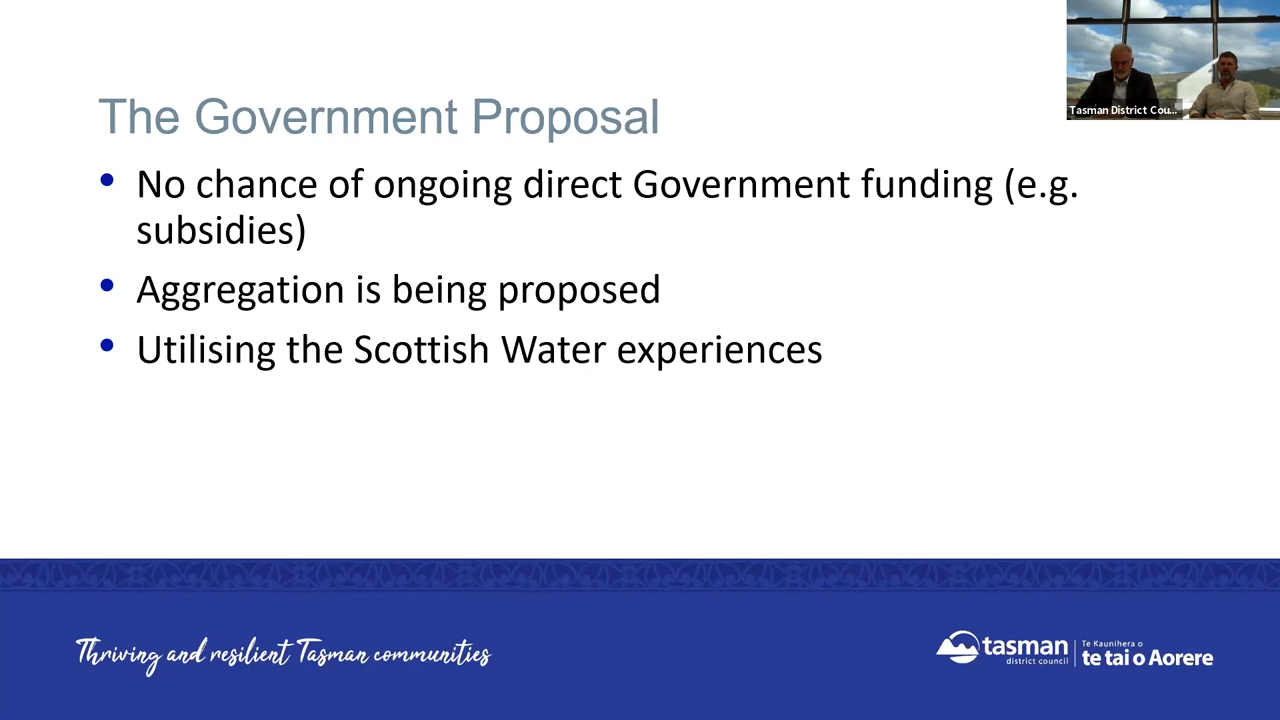 Tasman District Cou...
The Government Proposal
• No chance of ongoing direct Government funding (e.g.
subsidies)
• Aggregation is being proposed
• Utilising the Scottish Water experiences
Thriving and resilient Tasman communities
tasman
district council
Te Kaunihera o
te tai o Aorere